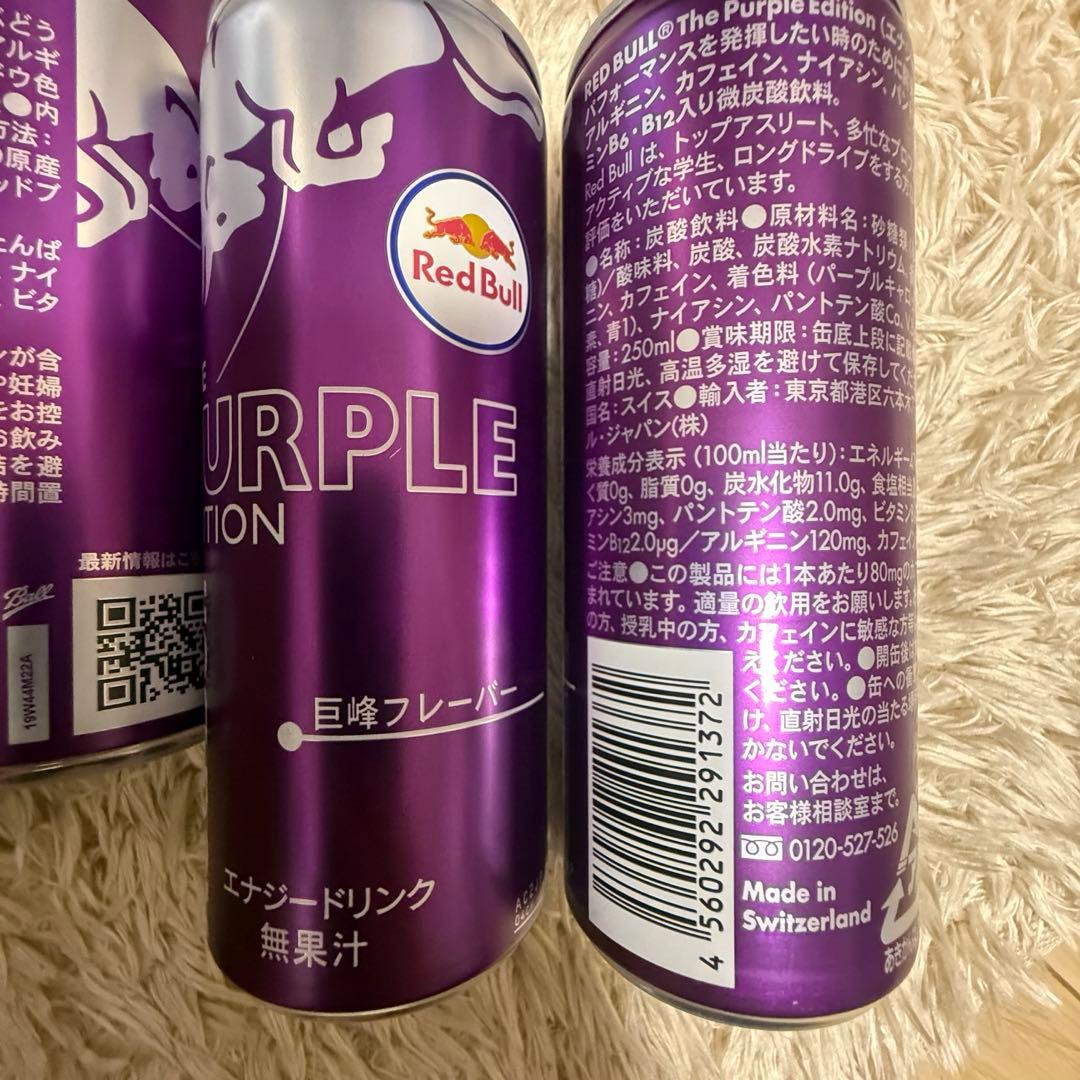 どう
ルギ
ドウ色
●内
方法：
原産
ッドブ
たんぱ
ナイ
ビタ
ンが含
妊婦
をお控
お飲み
を避
時間置
最新情報はこ
Ball
19W44M22A
Red Bull
URPLE
TION
巨峰フレーバー
エナジードリンク
無果汁
RED BULL® The Purple Edition (エナ
パフォーマンスを発揮したい時のために
アルギニン、カフェイン、ナイアシン、パン
ミンB6・B12入り微炭酸飲料。
Red Bull は、トップアスリート、多忙なプロ
アクティブな学生、ロングドライブをする方
評価をいただいています。
●名称：炭酸飲料●原材料名：砂糖類
糖)/酸味料、炭酸、炭酸水素ナトリウム
ニン、カフェイン、着色料 (パープルキャロ
素、青1)、ナイアシン、パントテン酸Ca、V
容量：250ml●賞味期限：缶底上段に記
直射日光、高温多湿を避けて保存してくだ
国名：スイス●輸入者：東京都港区六本
ル・ジャパン(株)
栄養成分表示 (100ml当たり)：エネルギー
く質0g、脂質0g、炭水化物11.0g、食塩相当
アシン3mg、パントテン酸2.0mg、ビタミン
ミンB12 2.0μg／アルギニン120mg、カフェイン
ご注意●この製品には1本あたり80mgのカ
まれています。適量の飲用をお願いします。
の方、授乳中の方、カフェインに敏感な方
えください。●開缶後
ください。●缶への
け、直射日光の当たる
かないでください。
お問い合わせは、
お客様相談室まで。
0120-527-526
Made in
Switzerland
4 560292 291372
あき